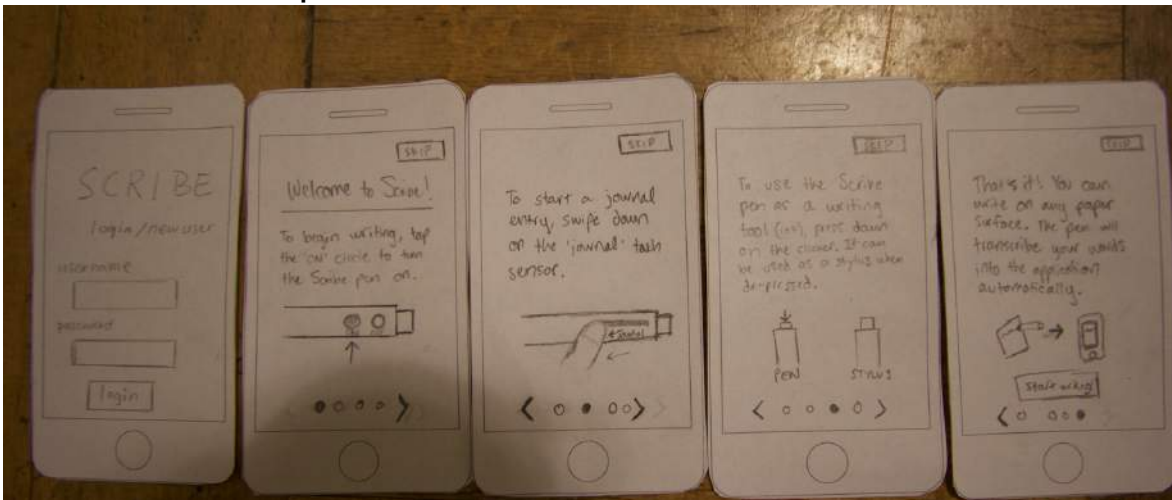 SCRIBE
login/new user
username
password
login
SKIP
Welcome to Scribe!
To begin writing, tap
the 'on' circle to turn
the Scribe pen on.
SKIP
To start a journal
entry, swipe down
on the 'journal' touch
sensor.
SKIP
To use the Scribe
pen as a writing
tool (ink), press down
on the clicker. It can
be used as a stylus when
de-pressed.
PEN
STYLUS
SKIP
That's it! You can
write on any paper
surface. The pen will
transcribe your words
into the application
automatically.
Start writing